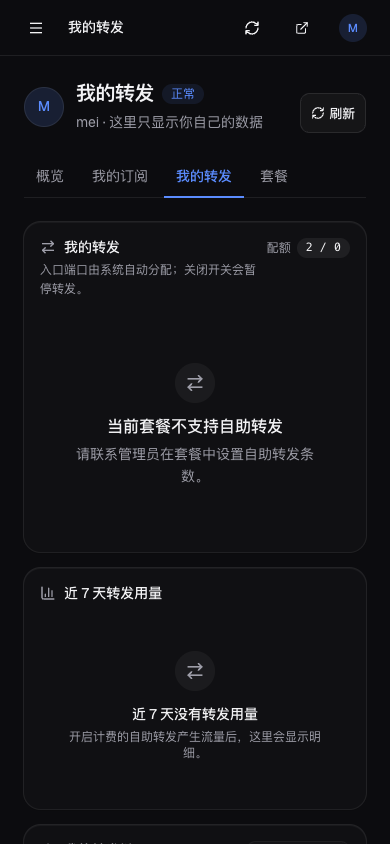 我的转发
M
M
我的转发 正常
mei · 这里只显示你自己的数据
刷新
概览 我的订阅 我的转发 套餐
我的转发
配额 2 / 0
入口端口由系统自动分配；关闭开关会暂
停转发。
当前套餐不支持自助转发
请联系管理员在套餐中设置自助转发条
数。
近 7 天转发用量
近 7 天没有转发用量
开启计费的自助转发产生流量后，这里会显示明
细。